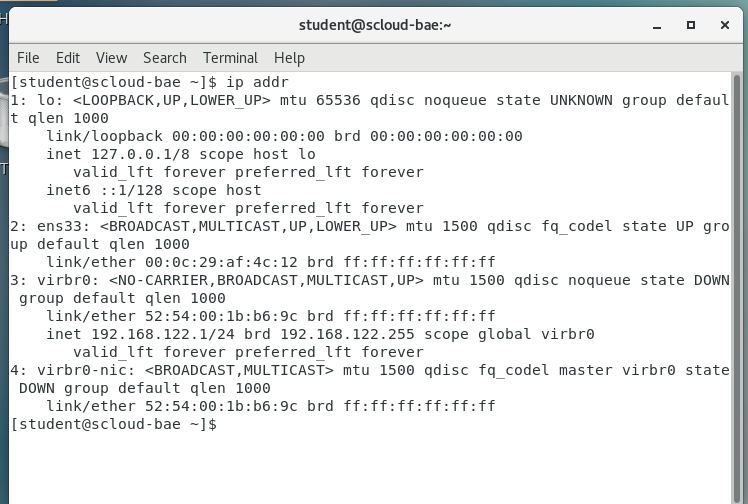 student@scloud-bae:~
File Edit View Search Terminal Help
[student@scloud-bae ~]$ ip addr
1: lo: <LOOPBACK,UP,LOWER_UP> mtu 65536 qdisc noqueue state UNKNOWN group defaul
t qlen 1000
    link/loopback 00:00:00:00:00:00 brd 00:00:00:00:00:00
    inet 127.0.0.1/8 scope host lo
       valid_lft forever preferred_lft forever
    inet6 ::1/128 scope host
       valid_lft forever preferred_lft forever
2: ens33: <BROADCAST,MULTICAST,UP,LOWER_UP> mtu 1500 qdisc fq_codel state UP gro
up default qlen 1000
    link/ether 00:0c:29:af:4c:12 brd ff:ff:ff:ff:ff:ff
3: virbr0: <NO-CARRIER,BROADCAST,MULTICAST,UP> mtu 1500 qdisc noqueue state DOWN
 group default qlen 1000
    link/ether 52:54:00:1b:b6:9c brd ff:ff:ff:ff:ff:ff
    inet 192.168.122.1/24 brd 192.168.122.255 scope global virbr0
       valid_lft forever preferred_lft forever
4: virbr0-nic: <BROADCAST,MULTICAST> mtu 1500 qdisc fq_codel master virbr0 state
 DOWN group default qlen 1000
    link/ether 52:54:00:1b:b6:9c brd ff:ff:ff:ff:ff:ff
[student@scloud-bae ~]$